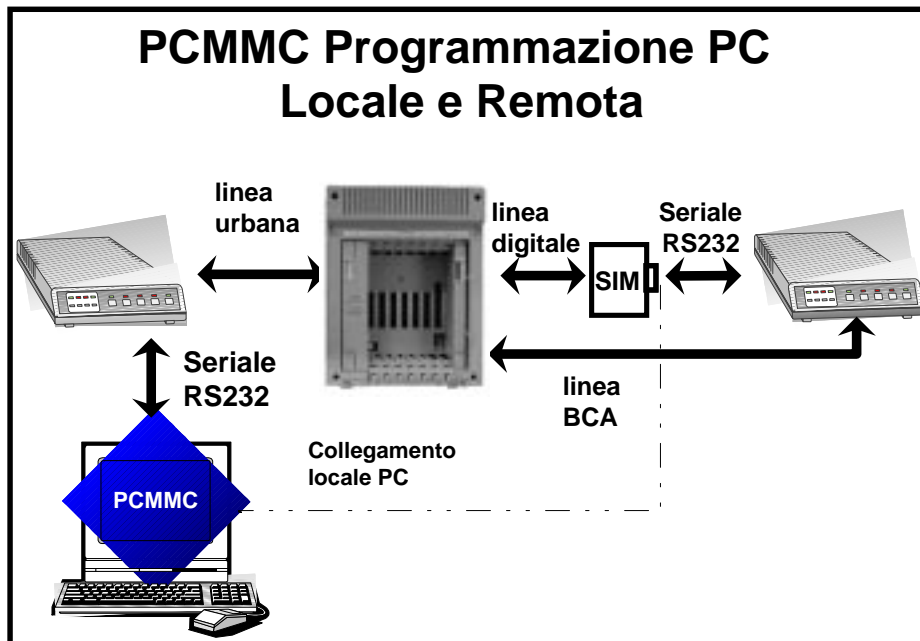 PCMMC Programmazione PC
Locale e Remota
linea
urbana
linea
digitale
Seriale
RS232
SIM
Seriale
RS232
linea
BCA
Collegamento
locale PC
PCMMC